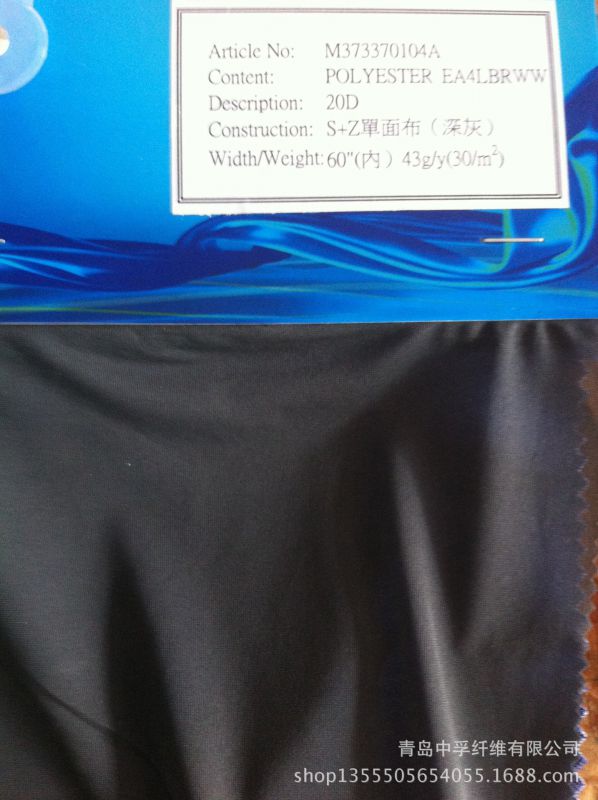 Article No: M373370104A
Content: POLYESTER EA4LBRWW
Description: 20D
Construction: S+Z單面布（深灰）
Width/Weight: 60"(內）43g/y(30/m²)
青岛中孚纤维有限公司
shop1355505654055.1688.com